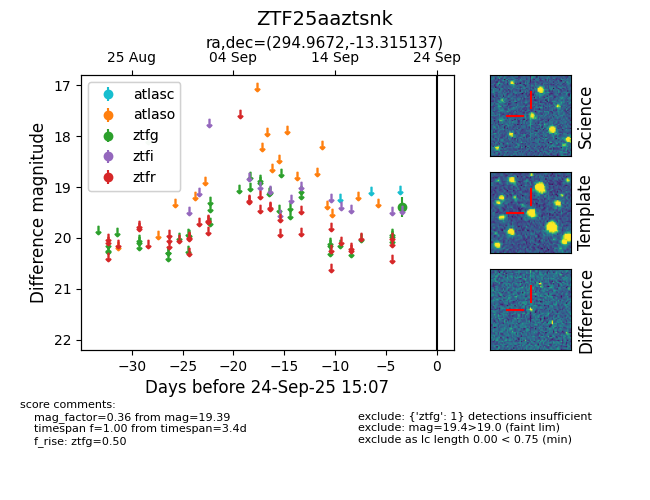 ZTF25aaztsnk
ra,dec=(294.9672,-13.315137)
25 Aug
04 Sep
14 Sep
24 Sep
17
18
19
20
21
22
Difference magnitude
atlasc
atlaso
ztfg
ztfi
ztfr
−30
−25
−20
−15
−10
−5
0
Days before 24-Sep-25 15:07
Science
Template
Difference
score comments:
mag_factor=0.36 from mag=19.39
timespan f=1.00 from timespan=3.4d
f_rise: ztfg=0.50
exclude: {'ztfg': 1} detections insufficient
exclude: mag=19.4>19.0 (faint lim)
exclude as lc length 0.00 < 0.75 (min)